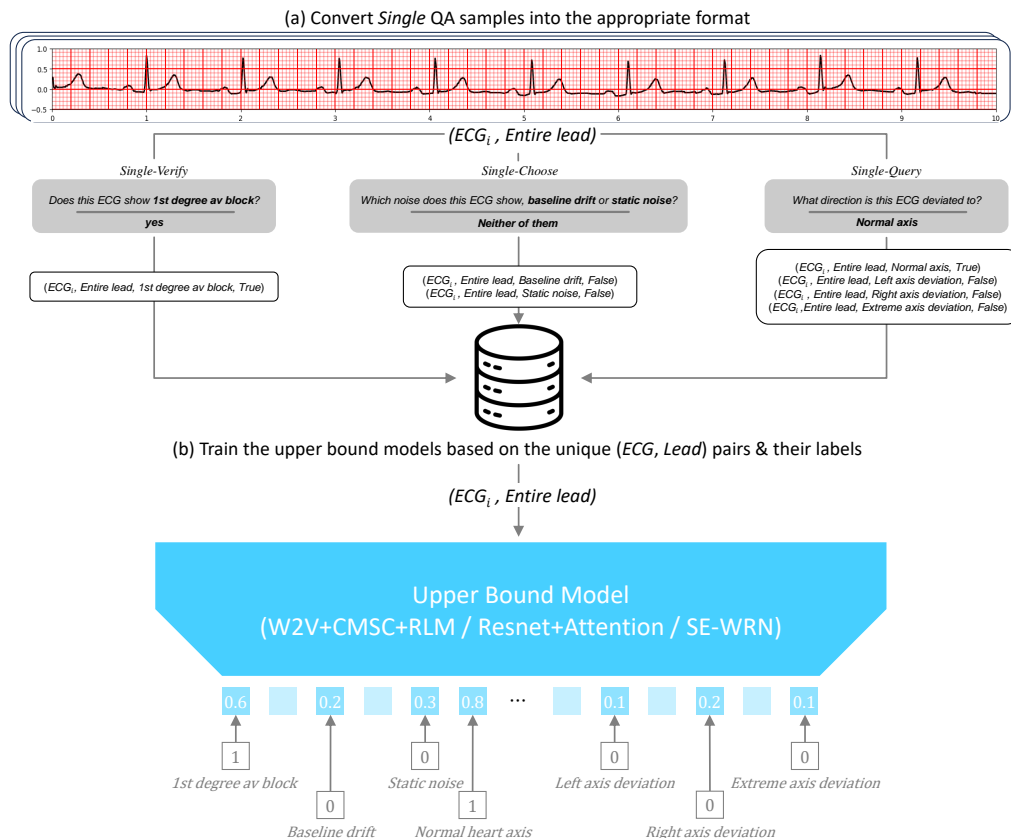 (a) Convert Single QA samples into the appropriate format
1.0
0.5
0.0
−0.5
0 1 2 3 4 5 6 7 8 9 10
(ECG_i , Entire lead)
Single-Verify
Does this ECG show 1st degree av block?
yes
(ECG_i, Entire lead, 1st degree av block, True)
Single-Choose
Which noise does this ECG show, baseline drift or static noise?
Neither of them
(ECG_i , Entire lead, Baseline drift, False)
(ECG_i , Entire lead, Static noise, False)
Single-Query
What direction is this ECG deviated to?
Normal axis
(ECG_i , Entire lead, Normal axis, True)
(ECG_i , Entire lead, Left axis deviation, False)
(ECG_i , Entire lead, Right axis deviation, False)
(ECG_i ,Entire lead, Extreme axis deviation, False)
(b) Train the upper bound models based on the unique (ECG, Lead) pairs & their labels
(ECG_i , Entire lead)
Upper Bound Model
(W2V+CMSC+RLM / Resnet+Attention / SE-WRN)
0.6 0.2 0.3 0.8 ... 0.1 0.2 0.1
1 0 0 0
1st degree av block Static noise Left axis deviation Extreme axis deviation
0 1 0
Baseline drift Normal heart axis Right axis deviation